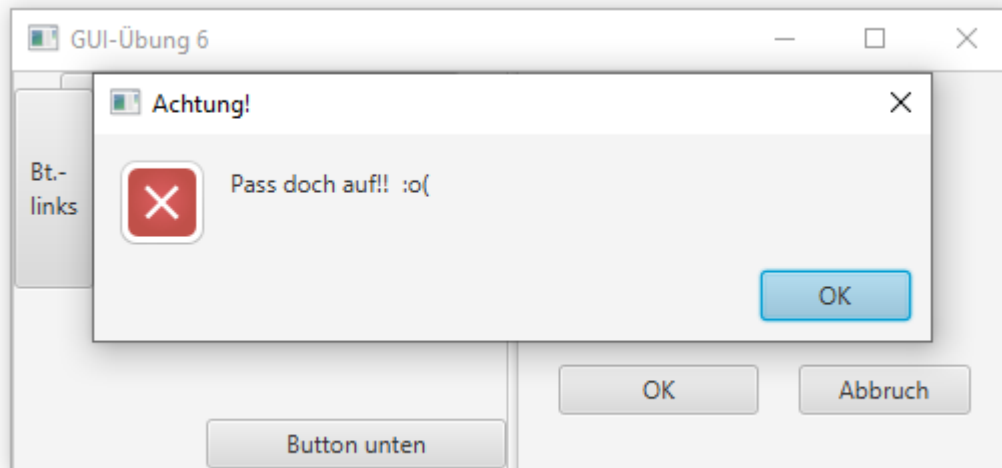 GUI-Übung 6
Achtung!
Bt.-
links
Pass doch auf!!  :o(
OK
OK
Abbruch
Button unten